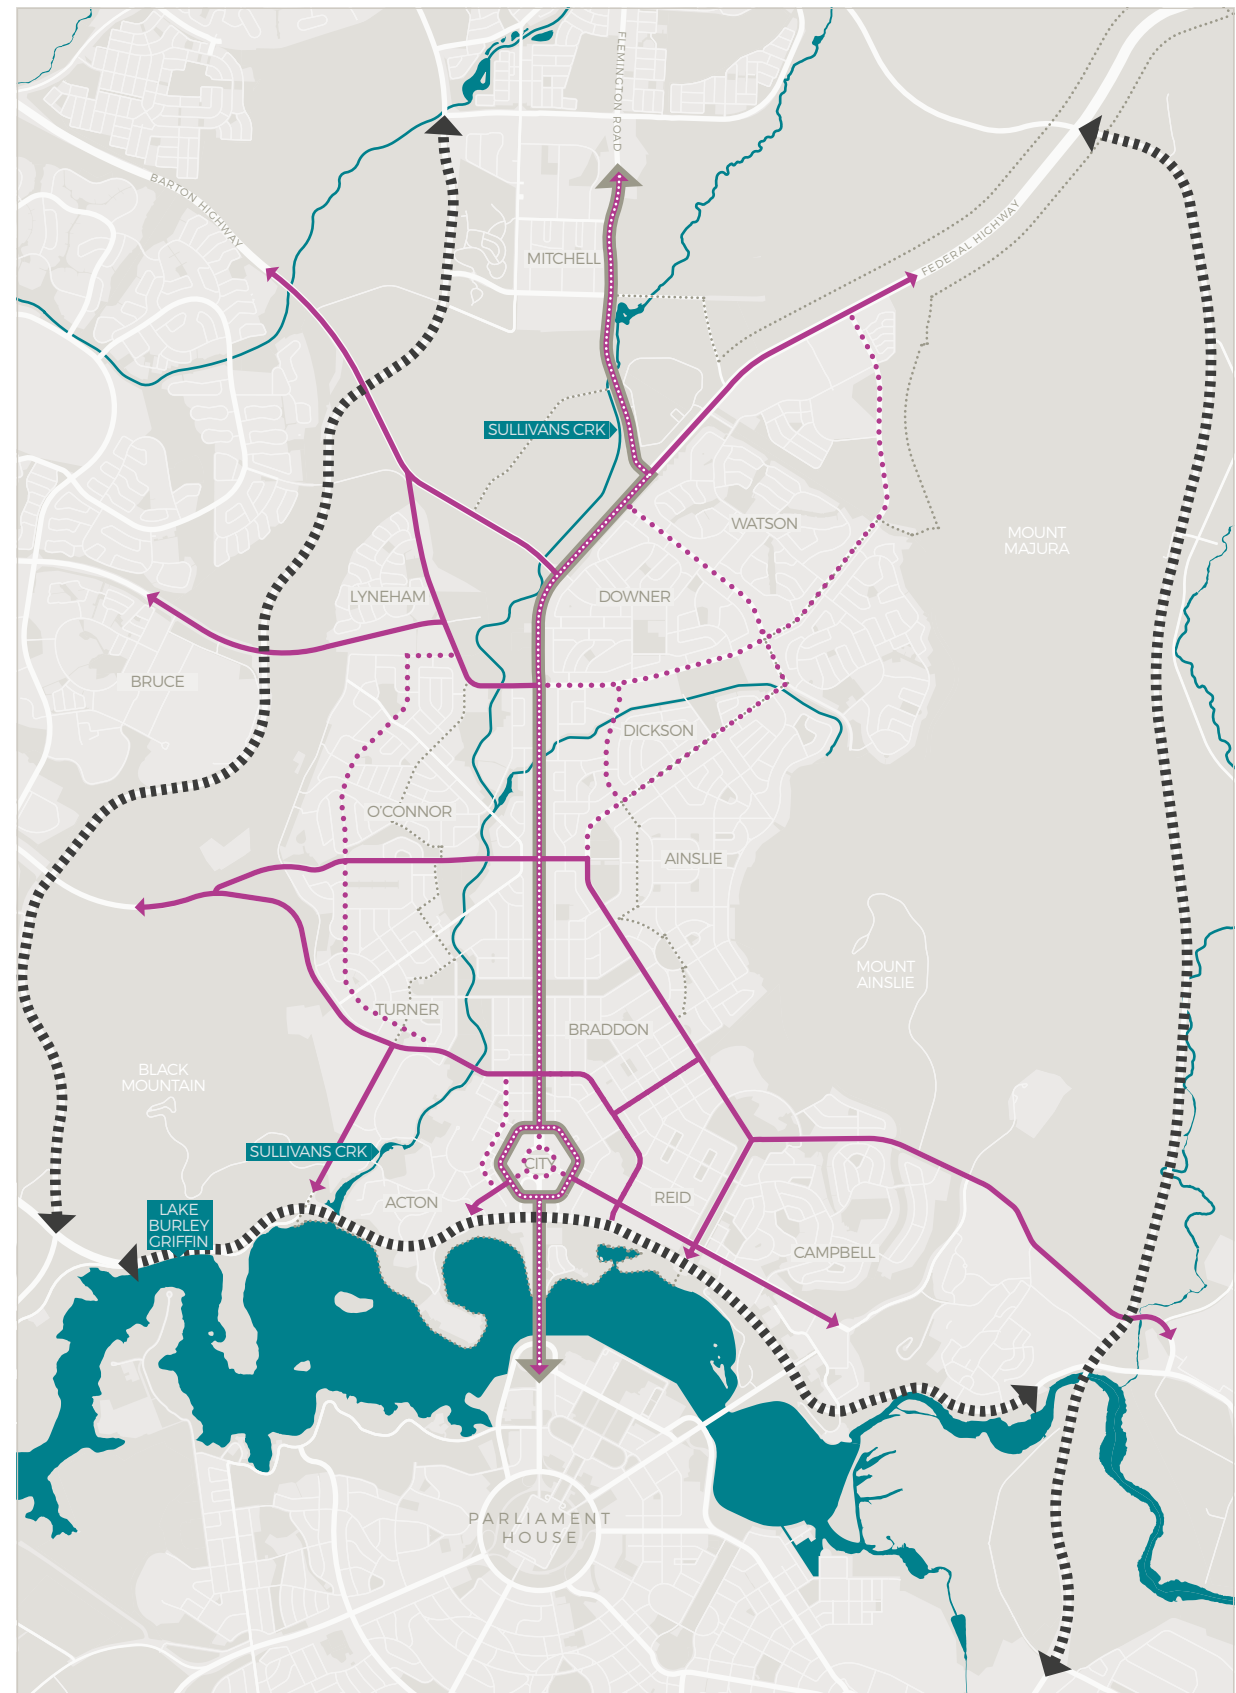 FLEMINGTON ROAD
BARTON HIGHWAY
FEDERAL HIGHWAY
MITCHELL
SULLIVANS CRK
WATSON
MOUNT
MAJURA
LYNEHAM
DOWNER
BRUCE
DICKSON
O'CONNOR
AINSLIE
MOUNT
AINSLIE
TURNER
BRADDON
BLACK
MOUNTAIN
SULLIVANS CRK
CITY
ACTON
REID
LAKE
BURLEY
GRIFFIN
CAMPBELL
PARLIAMENT
HOUSE